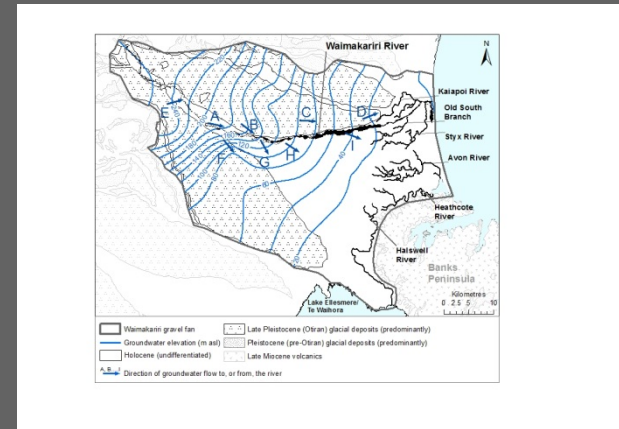 Waimakariri River
N
Kaiapoi River
Old South
Branch
Styx River
Avon River
Heathcote
River
Halswell
River
Banks
Peninsula
Lake Ellesmere/
Te Waihora
E
A
B
C
D
F
G
H
I
60
40
20
Kilometres
0 2.5 5 10
Waimakariri gravel fan
Late Pleistocene (Otiran) glacial deposits (predominantly)
Groundwater elevation (m asl)
Pleistocene (pre-Otiran) glacial deposits (predominantly)
Holocene (undifferentiated)
Late Miocene volcanics
A, B I Direction of groundwater flow to, or from, the river